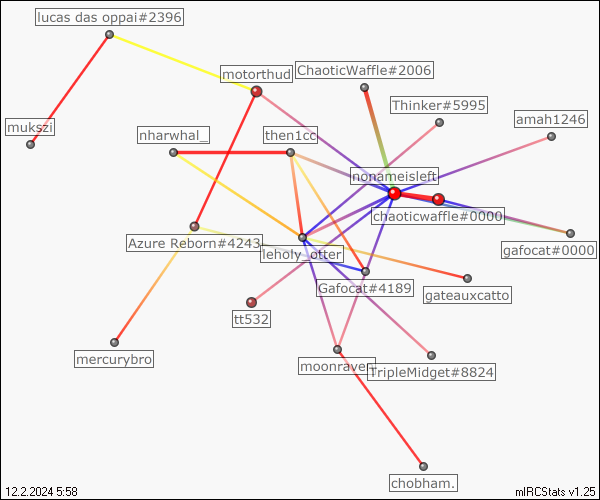 lucas das oppai#2396
motorthud
ChaoticWaffle#2006
Thinker#5995
amah1246
mukszi
nharwhal_
then1cc
nonameisleft
chaoticwaffle#0000
Azure Reborn#4243
leholy_otter
gafocat#0000
Gafocat#4189
gateauxcatto
tt532
mercurybro
moonraven
TripleMidget#8824
chobham.
12.2.2024 5:58
mIRCStats v1.25